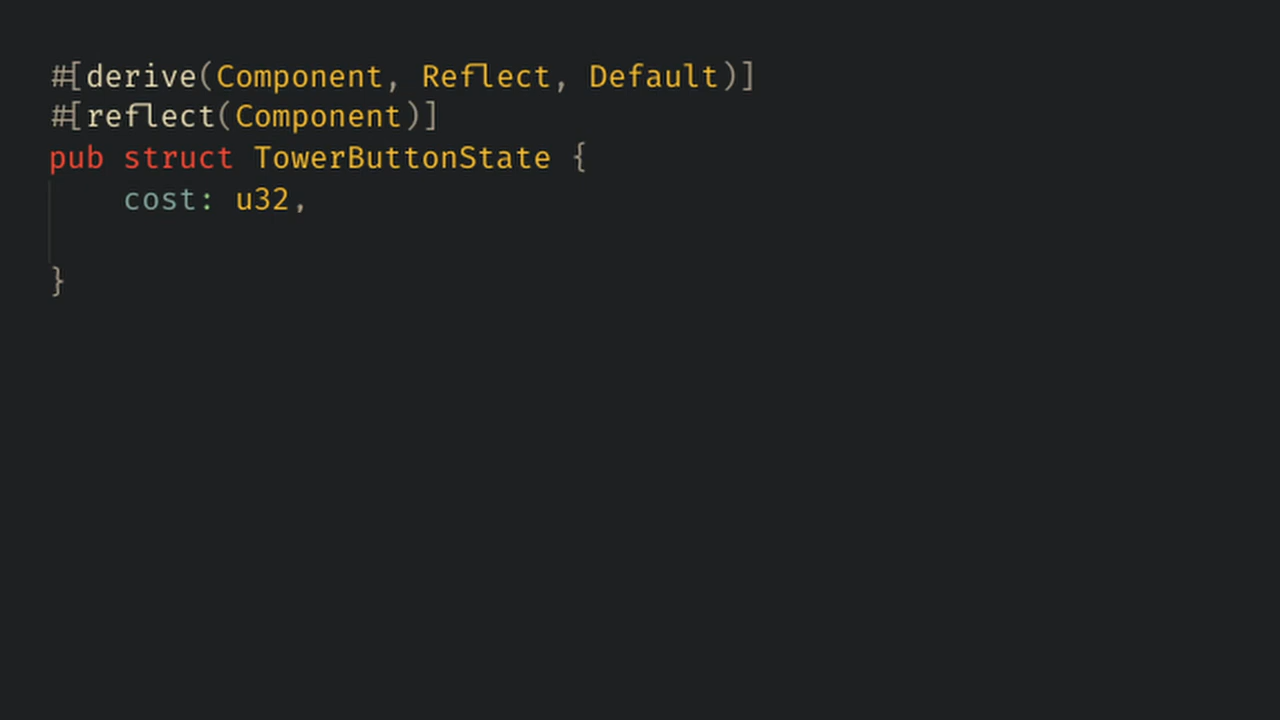 #[derive(Component, Reflect, Default)]
#[reflect(Component)]
pub struct TowerButtonState {
    cost: u32,
}